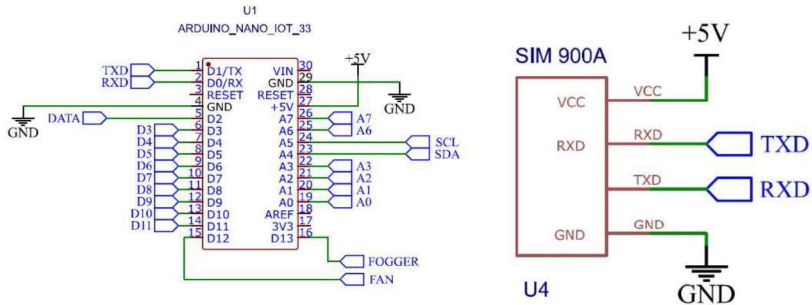 U1
ARDUINO_NANO_IOT_33
+5V
TXD 1 D1/TX VIN 30
RXD 2 D0/RX GND 29
3 RESET RESET 28 GND
GND 4 GND +5V 27
DATA 5 D2 A7 26 A7
D3 6 D3 A6 25 A6
D4 7 D4 A5 24 SCL
D5 8 D5 A4 23 SDA
D6 9 D6 A3 22 A3
D7 10 D7 A2 21 A2
D8 11 D8 A1 20 A1
D9 12 D9 A0 19 A0
D10 13 D10 AREF 18
D11 14 D11 3V3 17
15 D12 D13 16
FOGGER
FAN
SIM 900A
+5V
VCC VCC
RXD RXD TXD
TXD RXD
GND GND
U4
GND